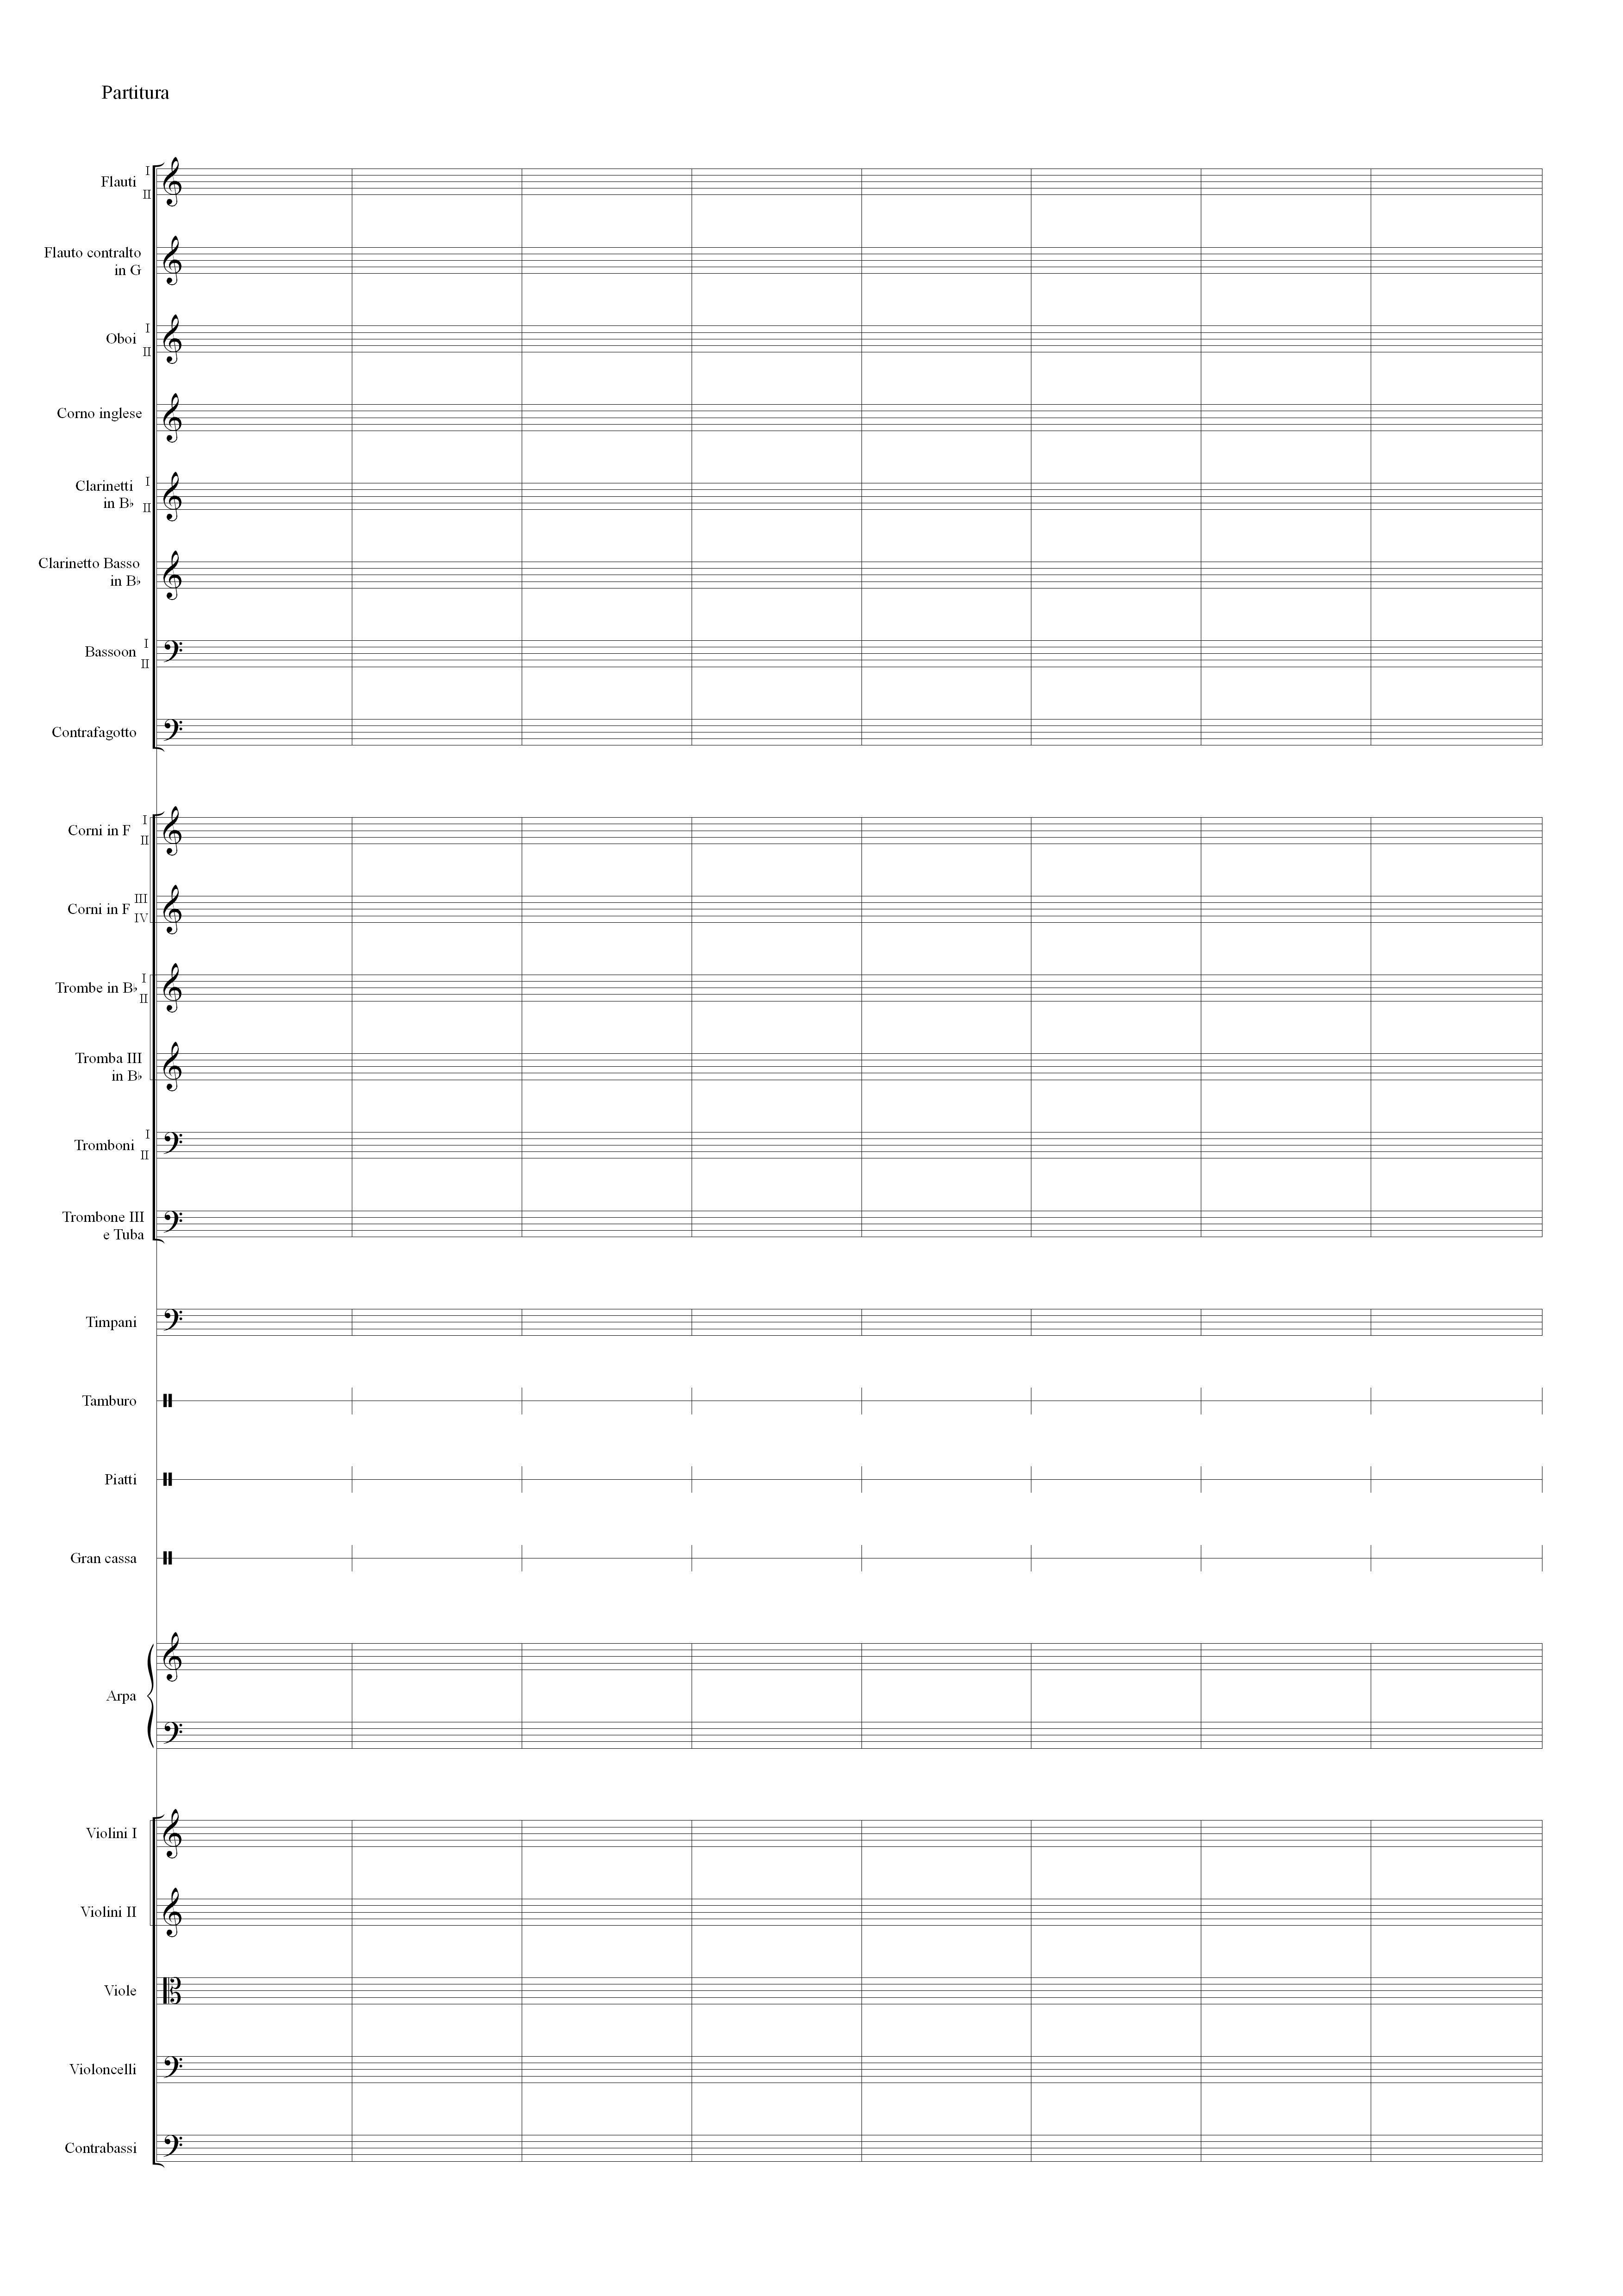 Partitura
Flauti I
II
Flauto contralto
in G
Oboi I
II
Corno inglese
Clarinetti I
in B♭ II
Clarinetto Basso
in B♭
Bassoon I
II
Contrafagotto
Corni in F I
II
Corni in F III
IV
Trombe in B♭ I
II
Tromba III
in B♭
Tromboni I
II
Trombone III
e Tuba
Timpani
Tamburo
Piatti
Gran cassa
Arpa
Violini I
Violini II
Viole
Violoncelli
Contrabassi